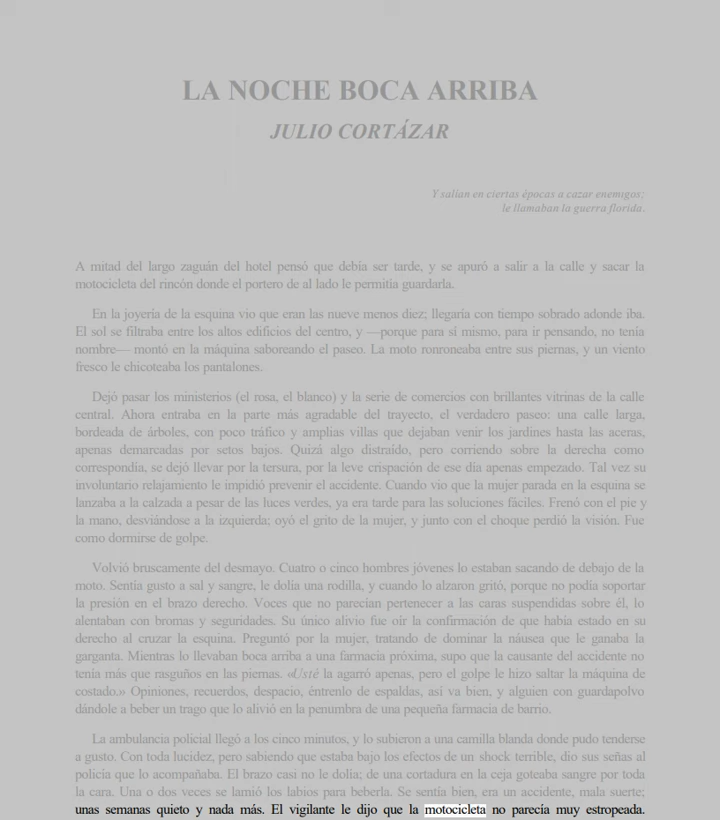 LA NOCHE BOCA ARRIBA
JULIO CORTÁZAR
Y salían en ciertas épocas a cazar enemigos;
le llamaban la guerra florida.
A mitad del largo zaguán del hotel pensó que debía ser tarde, y se apuró a salir a la calle y sacar la
motocicleta del rincón donde el portero de al lado le permitía guardarla.
En la joyería de la esquina vio que eran las nueve menos diez; llegaría con tiempo sobrado adonde iba.
El sol se filtraba entre los altos edificios del centro, y —porque para sí mismo, para ir pensando, no tenía
nombre— montó en la máquina saboreando el paseo. La moto ronroneaba entre sus piernas, y un viento
fresco le chicoteaba los pantalones.
Dejó pasar los ministerios (el rosa, el blanco) y la serie de comercios con brillantes vitrinas de la calle
central. Ahora entraba en la parte más agradable del trayecto, el verdadero paseo: una calle larga,
bordeada de árboles, con poco tráfico y amplias villas que dejaban venir los jardines hasta las aceras,
apenas demarcadas por setos bajos. Quizá algo distraído, pero corriendo sobre la derecha como
correspondía, se dejó llevar por la tersura, por la leve crispación de ese día apenas empezado. Tal vez su
involuntario relajamiento le impidió prevenir el accidente. Cuando vio que la mujer parada en la esquina se
lanzaba a la calzada a pesar de las luces verdes, ya era tarde para las soluciones fáciles. Frenó con el pie y
la mano, desviándose a la izquierda; oyó el grito de la mujer, y junto con el choque perdió la visión. Fue
como dormirse de golpe.
Volvió bruscamente del desmayo. Cuatro o cinco hombres jóvenes lo estaban sacando de debajo de la
moto. Sentía gusto a sal y sangre, le dolía una rodilla, y cuando lo alzaron gritó, porque no podía soportar
la presión en el brazo derecho. Voces que no parecían pertenecer a las caras suspendidas sobre él, lo
alentaban con bromas y seguridades. Su único alivio fue oír la confirmación de que había estado en su
derecho al cruzar la esquina. Preguntó por la mujer, tratando de dominar la náusea que le ganaba la
garganta. Mientras lo llevaban boca arriba a una farmacia próxima, supo que la causante del accidente no
tenía más que rasguños en las piernas. «Usté la agarró apenas, pero el golpe le hizo saltar la máquina de
costado.» Opiniones, recuerdos, despacio, éntrenlo de espaldas, así va bien, y alguien con guardapolvo
dándole a beber un trago que lo alivió en la penumbra de una pequeña farmacia de barrio.
La ambulancia policial llegó a los cinco minutos, y lo subieron a una camilla blanda donde pudo tenderse
a gusto. Con toda lucidez, pero sabiendo que estaba bajo los efectos de un shock terrible, dio sus señas al
policía que lo acompañaba. El brazo casi no le dolía; de una cortadura en la ceja goteaba sangre por toda
la cara. Una o dos veces se lamió los labios para beberla. Se sentía bien, era un accidente, mala suerte;
unas semanas quieto y nada más. El vigilante le dijo que la motocicleta no parecía muy estropeada.